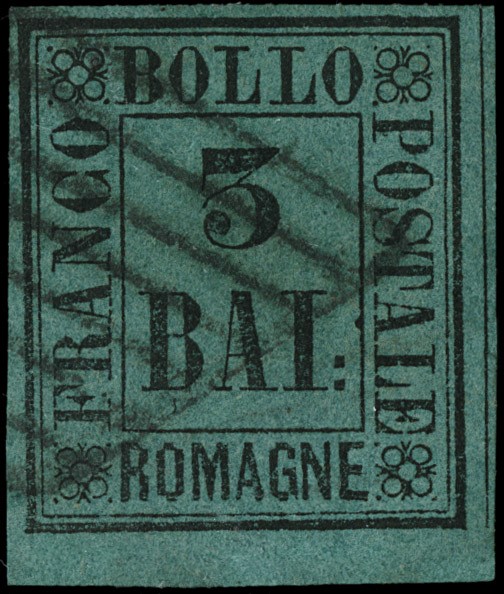 BOLLO
FRANCO
POSTALE
3
BAI:
ROMAGNE